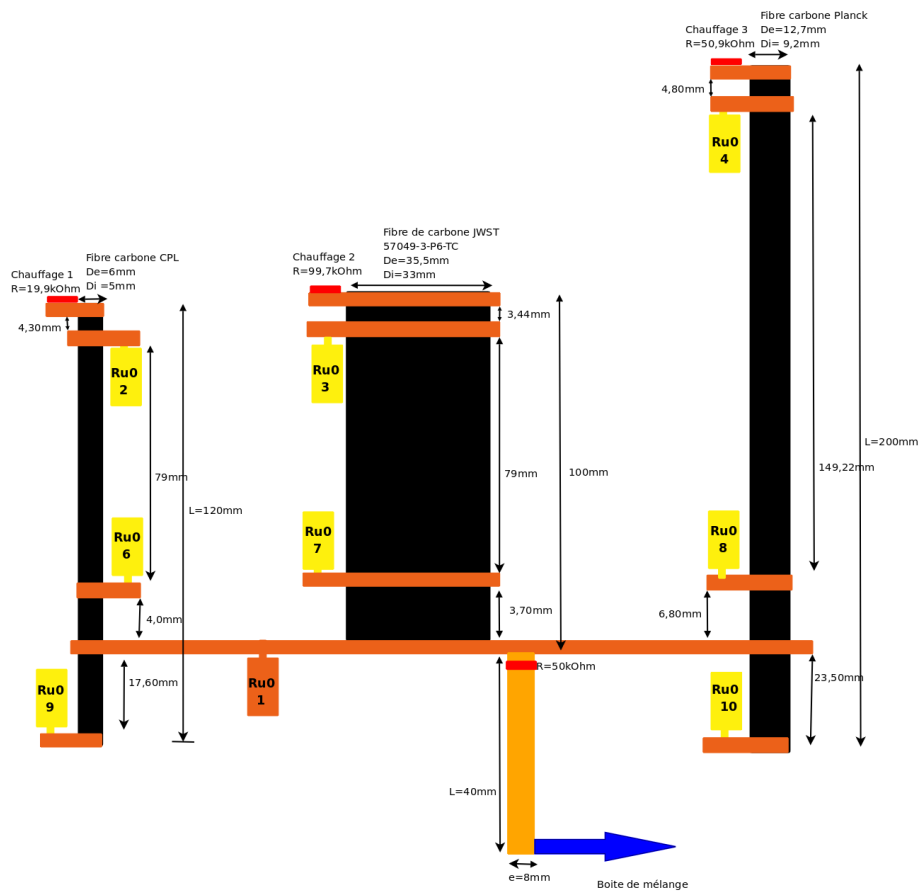 Fibre carbone Planck
De=12,7mm
Di= 9,2mm
Chauffage 3
R=50,9kOhm
4,80mm
Ru0
4
Fibre de carbone JWST
57049-3-P6-TC
De=35,5mm
Di=33mm
Chauffage 2
R=99,7kOhm
Fibre carbone CPL
De=6mm
Di =5mm
Chauffage 1
R=19,9kOhm
4,30mm
3,44mm
Ru0
2
Ru0
3
79mm
L=120mm
79mm
100mm
149,22mm
L=200mm
Ru0
6
Ru0
7
Ru0
8
4,0mm
3,70mm
6,80mm
Ru0
9
17,60mm
Ru0
1
R=50kOhm
Ru0
10
23,50mm
L=40mm
e=8mm
Boite de mélange